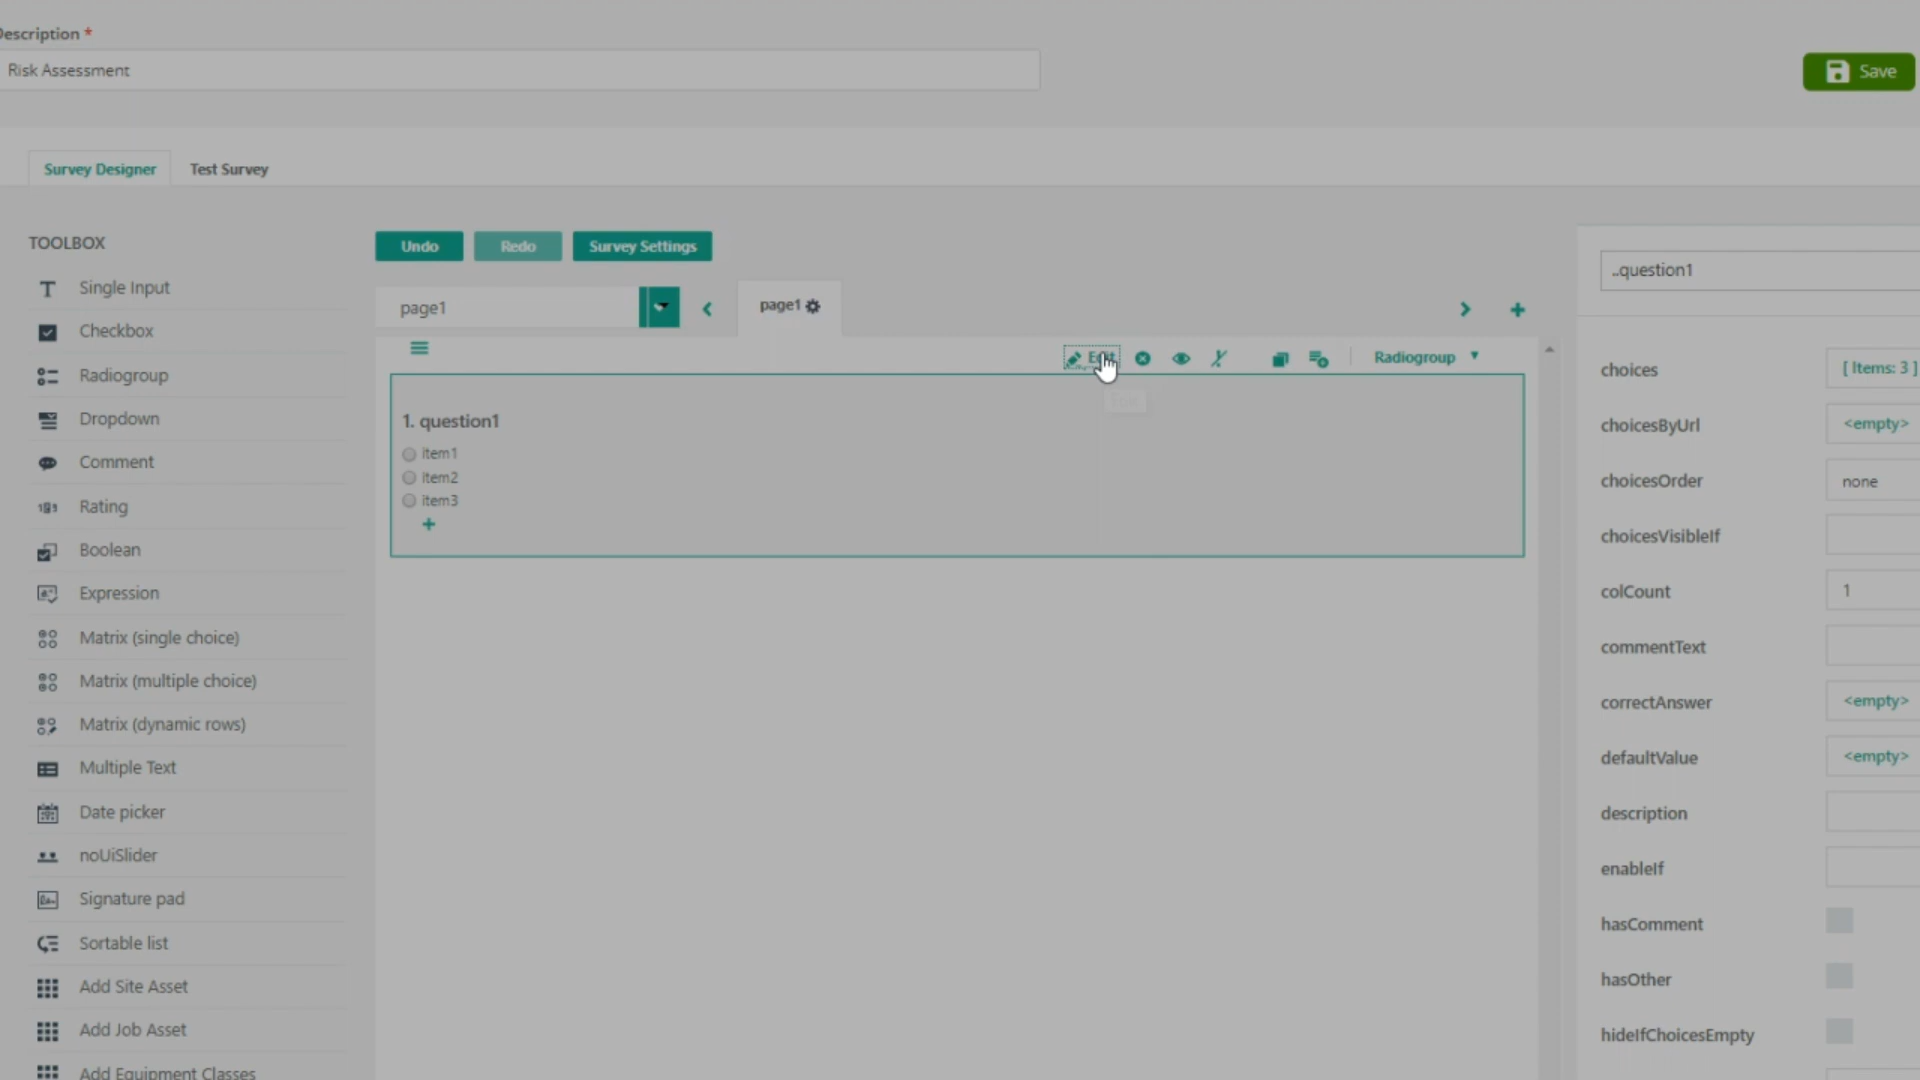 Description *
Risk Assessment
Save
Survey Designer
Test Survey
TOOLBOX
Single Input
Checkbox
Radiogroup
Dropdown
Comment
Rating
Boolean
Expression
Matrix (single choice)
Matrix (multiple choice)
Matrix (dynamic rows)
Multiple Text
Date picker
noUiSlider
Signature pad
Sortable list
Add Site Asset
Add Job Asset
Add Equipment Classes
Undo
Redo
Survey Settings
page1
page1
Edit
Radiogroup
Edit
1. question1
item1
item2
item3
..question1
choices
[ Items: 3 ]
choicesByUrl
<empty>
choicesOrder
none
choicesVisibleIf
colCount
1
commentText
correctAnswer
<empty>
defaultValue
<empty>
description
enableIf
hasComment
hasOther
hideIfChoicesEmpty